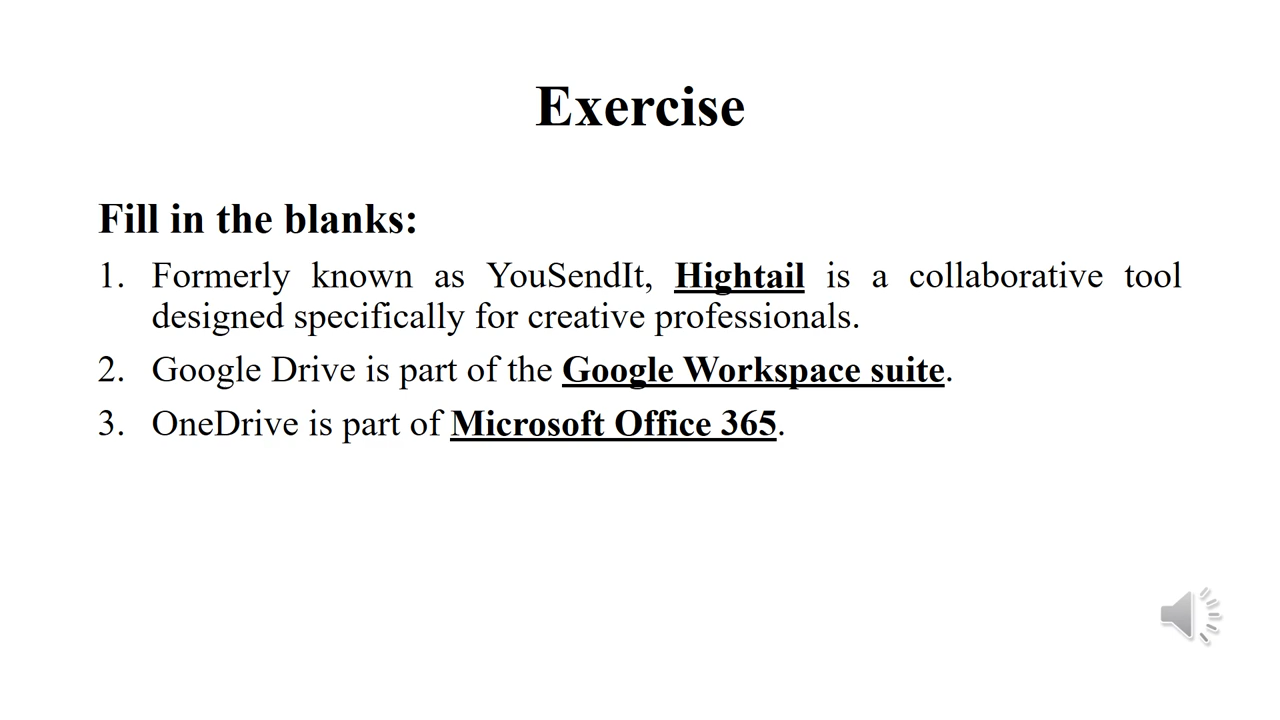 Exercise
Fill in the blanks:
1. Formerly known as YouSendIt, Hightail is a collaborative tool
designed specifically for creative professionals.
2. Google Drive is part of the Google Workspace suite.
3. OneDrive is part of Microsoft Office 365.